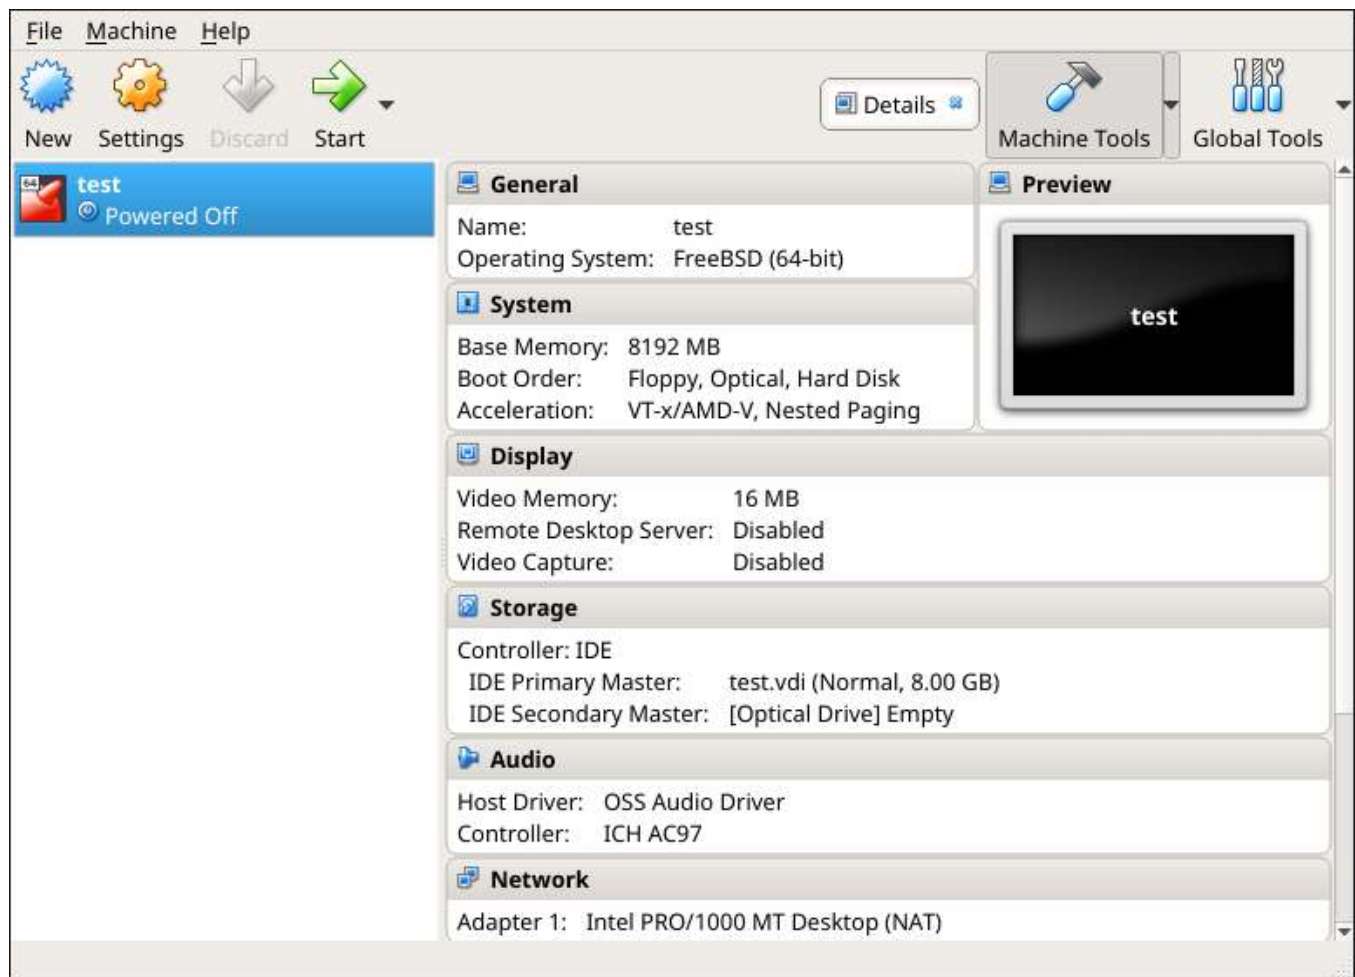 File Machine Help
New Settings Discard Start Details Machine Tools Global Tools
64 test
Powered Off
General
Name: test
Operating System: FreeBSD (64-bit)
Preview
test
System
Base Memory: 8192 MB
Boot Order: Floppy, Optical, Hard Disk
Acceleration: VT-x/AMD-V, Nested Paging
Display
Video Memory: 16 MB
Remote Desktop Server: Disabled
Video Capture: Disabled
Storage
Controller: IDE
IDE Primary Master: test.vdi (Normal, 8.00 GB)
IDE Secondary Master: [Optical Drive] Empty
Audio
Host Driver: OSS Audio Driver
Controller: ICH AC97
Network
Adapter 1: Intel PRO/1000 MT Desktop (NAT)